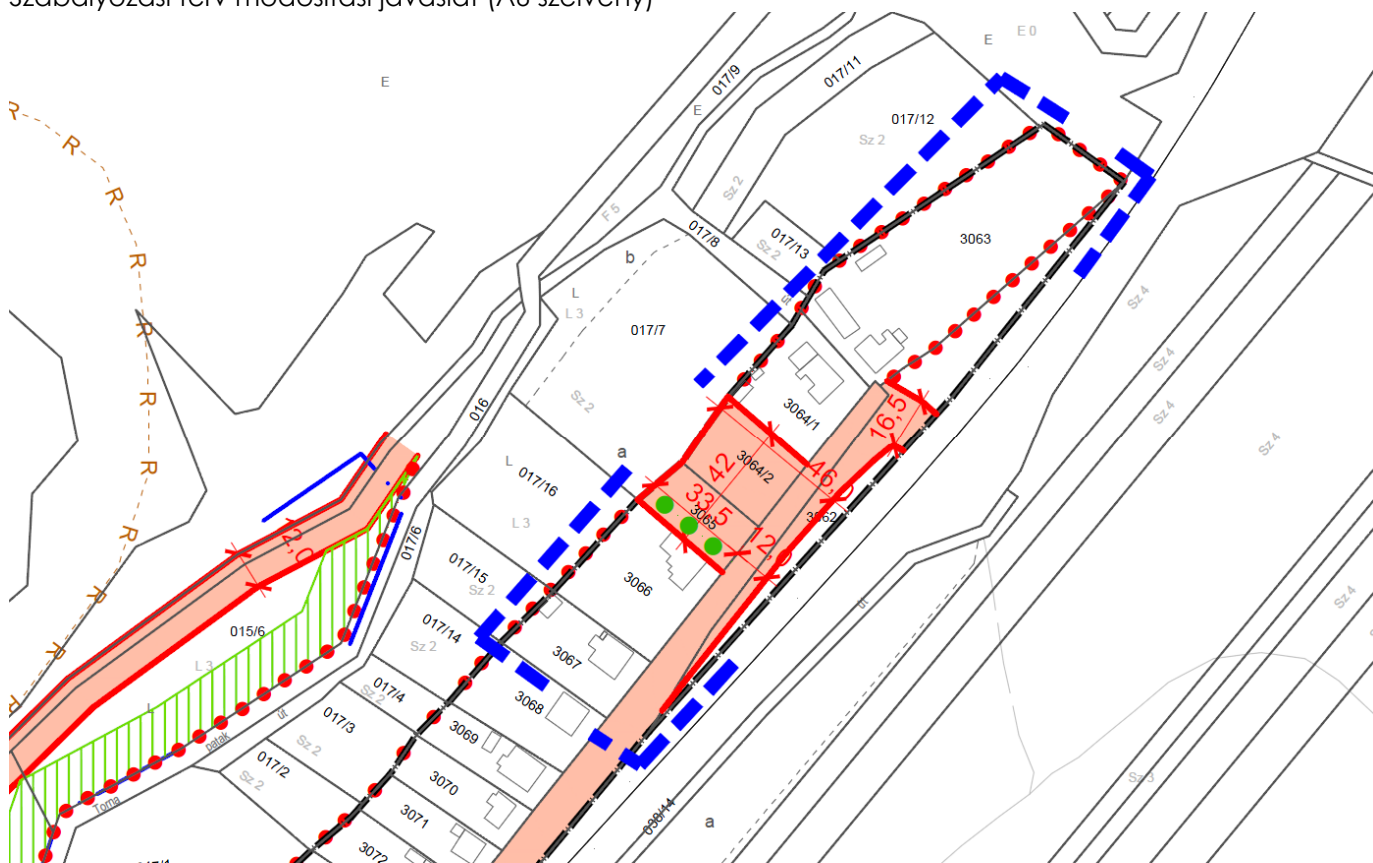 Szabályozási terv módosítási javaslat (A6 szelvény)
E
E 0
E
017/11
017/9
E
017/12
Sz 2
R
R
Sz 2
F 5
R
017/8
017/13
Sz 2
3063
b
R
L
L 3
út
017/7
R
Sz 4
Sz 4
Sz 4
Sz 4
R
Sz 2
016
3064/1
16,5
a
42
3064/2
46,0
R
L
017/16
33,5
3065
12,0
3062
L 3
R
12,0
017/6
R
017/15
Sz 2
3066
út
Sz 4
015/6
017/14
Sz 2
3067
R
L 3
L
3068
R
017/4
Sz 2
017/3
3069
út
patak
Sz 2
017/2
Sz 2
3070
Sz 3
Torna
3071
038/14
a
3072